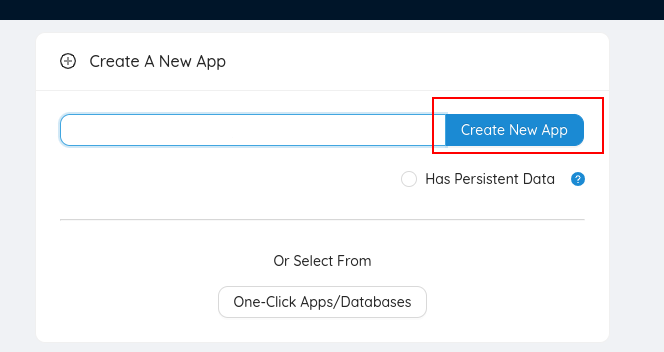 Create A New App
Create New App
Has Persistent Data ?
Or Select From
One-Click Apps/Databases